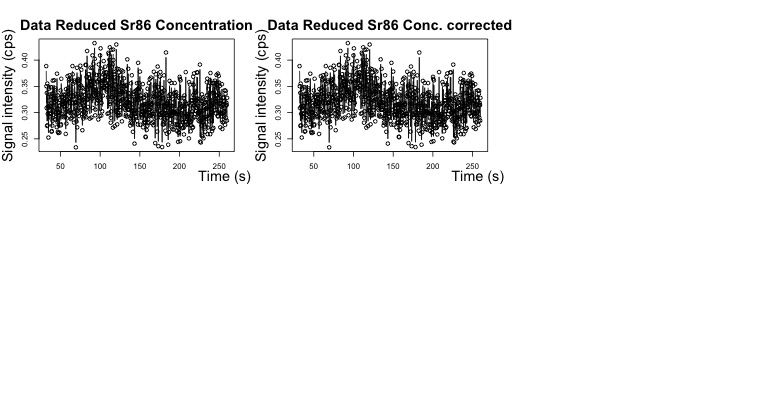 Data Reduced Sr86 Concentration
Signal intensity (cps)
0.40
0.35
0.30
0.25
50 100 150 200 250
Time (s)
Data Reduced Sr86 Conc. corrected
Signal intensity (cps)
0.40
0.35
0.30
0.25
50 100 150 200 250
Time (s)